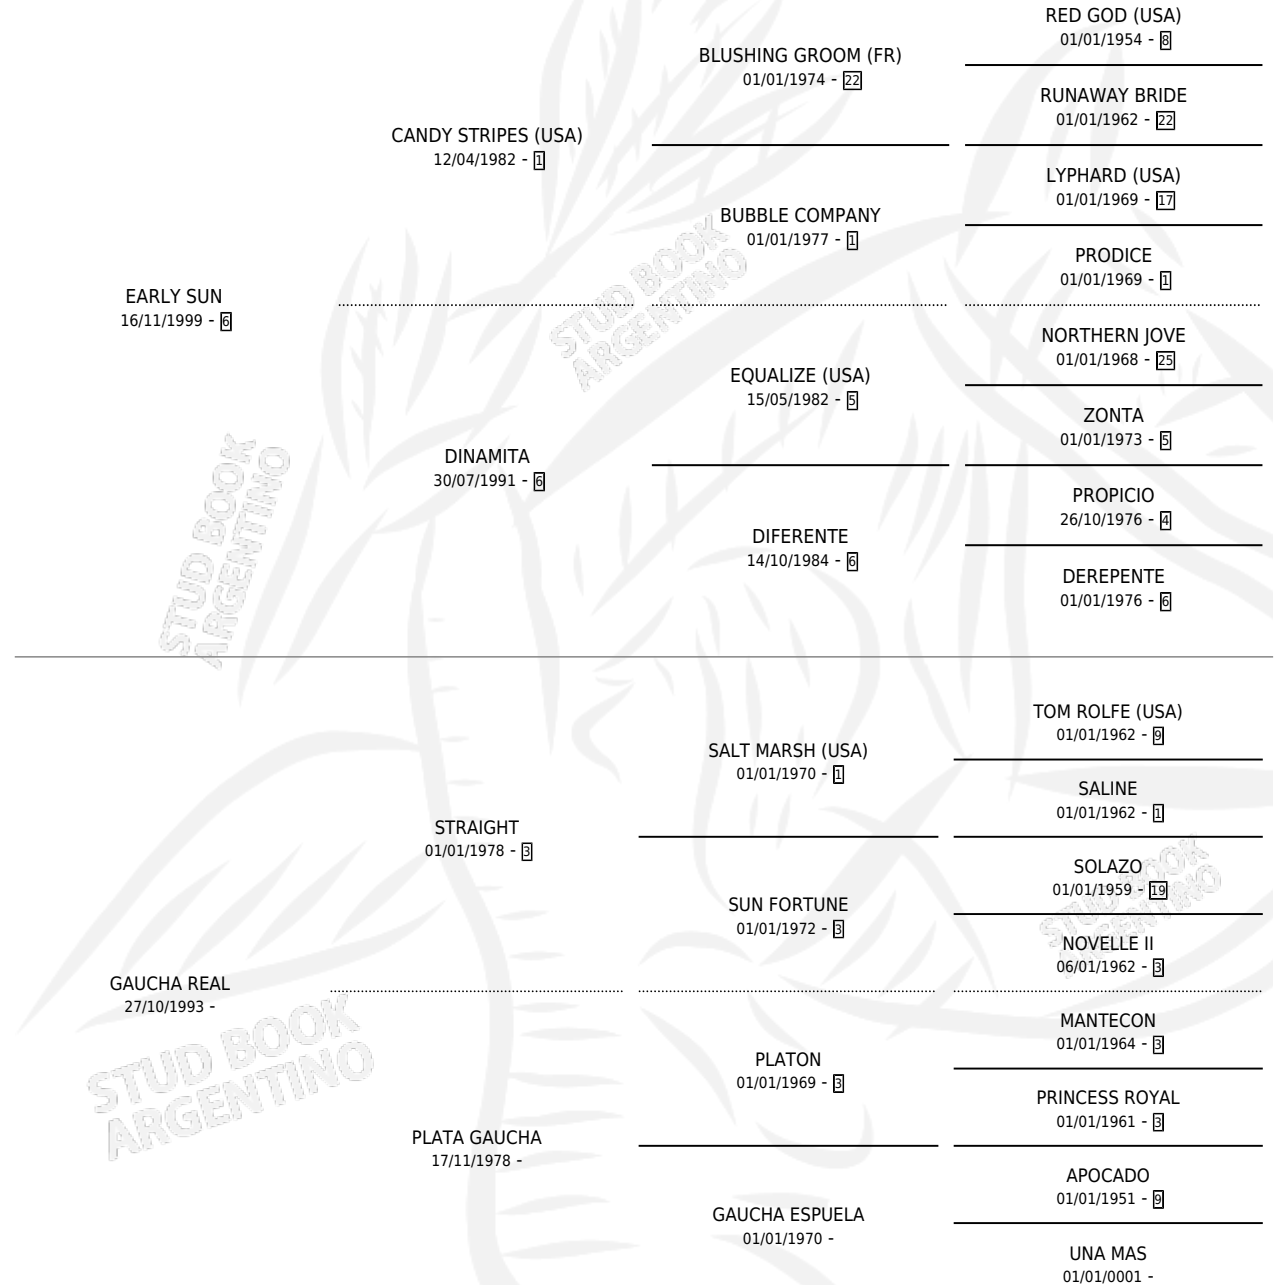 RED GOD (USA)
01/01/1954 - 8
BLUSHING GROOM (FR)
01/01/1974 - 22
RUNAWAY BRIDE
01/01/1962 - 22
CANDY STRIPES (USA)
12/04/1982 - 1
LYPHARD (USA)
01/01/1969 - 17
BUBBLE COMPANY
01/01/1977 - 1
PRODICE
01/01/1969 - 1
EARLY SUN
16/11/1999 - 6
NORTHERN JOVE
01/01/1968 - 25
EQUALIZE (USA)
15/05/1982 - 5
ZONTA
01/01/1973 - 5
DINAMITA
30/07/1991 - 6
PROPICIO
26/10/1976 - 4
DIFERENTE
14/10/1984 - 6
DEREPENTE
01/01/1976 - 6
TOM ROLFE (USA)
01/01/1962 - 9
SALT MARSH (USA)
01/01/1970 - 1
SALINE
01/01/1962 - 1
STRAIGHT
01/01/1978 - 3
SOLAZO
01/01/1959 - 19
SUN FORTUNE
01/01/1972 - 3
NOVELLE II
06/01/1962 - 3
GAUCHA REAL
27/10/1993 -
MANTECON
01/01/1964 - 3
PLATON
01/01/1969 - 3
PRINCESS ROYAL
01/01/1961 - 3
PLATA GAUCHA
17/11/1978 -
APOCADO
01/01/1951 - 9
GAUCHA ESPUELA
01/01/1970 -
UNA MAS
01/01/0001 -
STUD BOOK
ARGENTINO
STUD BOOK
ARGENTINO
STUD BOOK
ARGENTINO
STUD BOOK
ARGENTINO